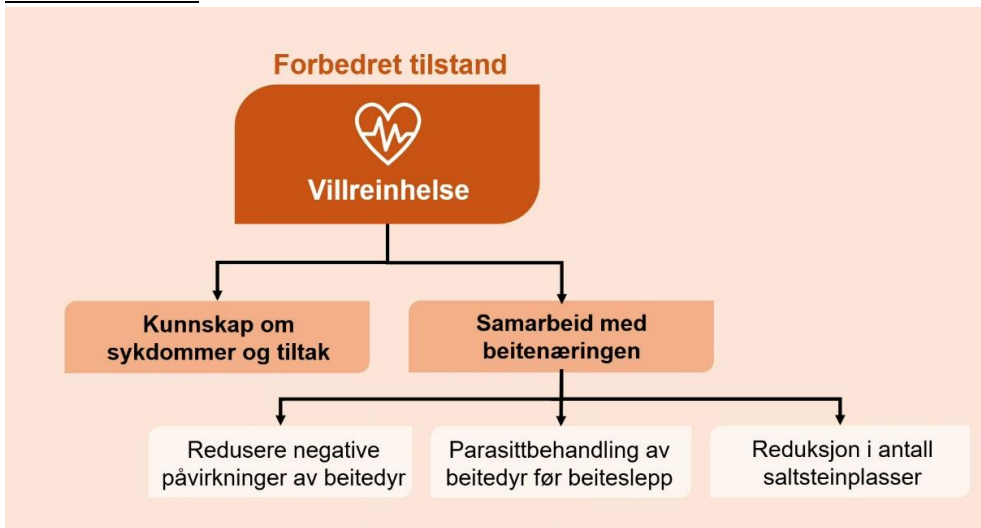 Forbedret tilstand
Villreinhelse
Kunnskap om
sykdommer og tiltak
Samarbeid med
beitenæringen
Redusere negative
påvirkninger av beitedyr
Parasittbehandling av
beitedyr før beiteslepp
Reduksjon i antall
saltsteinplasser